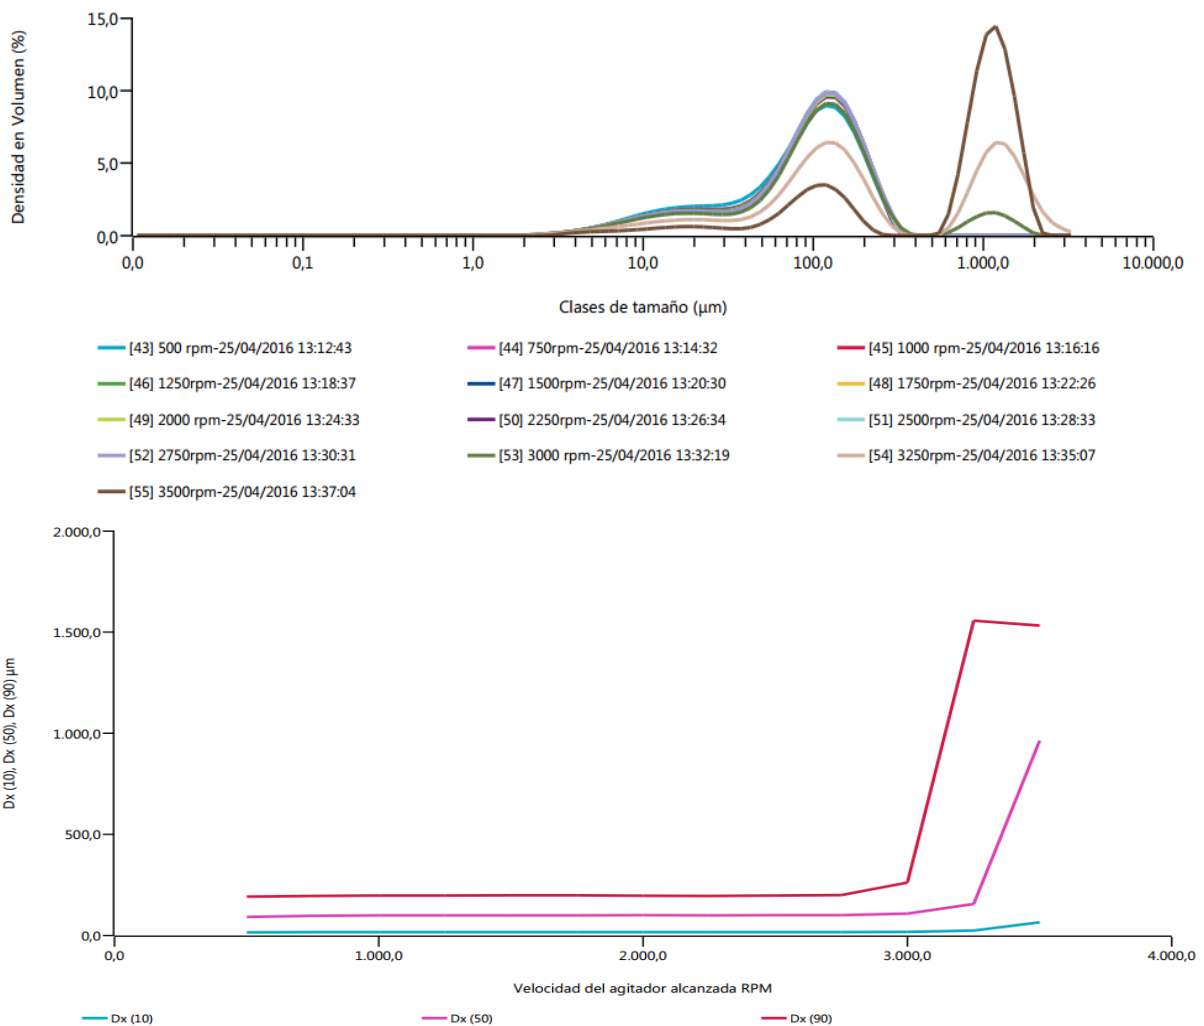 Densidad en Volumen (%)
15,0
10,0
5,0
0,0
0,0 0,1 1,0 10,0 100,0 1.000,0 10.000,0
Clases de tamaño (µm)
[43] 500 rpm-25/04/2016 13:12:43 [44] 750rpm-25/04/2016 13:14:32 [45] 1000 rpm-25/04/2016 13:16:16
[46] 1250rpm-25/04/2016 13:18:37 [47] 1500rpm-25/04/2016 13:20:30 [48] 1750rpm-25/04/2016 13:22:26
[49] 2000 rpm-25/04/2016 13:24:33 [50] 2250rpm-25/04/2016 13:26:34 [51] 2500rpm-25/04/2016 13:28:33
[52] 2750rpm-25/04/2016 13:30:31 [53] 3000 rpm-25/04/2016 13:32:19 [54] 3250rpm-25/04/2016 13:35:07
[55] 3500rpm-25/04/2016 13:37:04
Dx (10), Dx (50), Dx (90) µm
2.000,0
1.500,0
1.000,0
500,0
0,0
0,0 1.000,0 2.000,0 3.000,0 4.000,0
Velocidad del agitador alcanzada RPM
Dx (10) Dx (50) Dx (90)